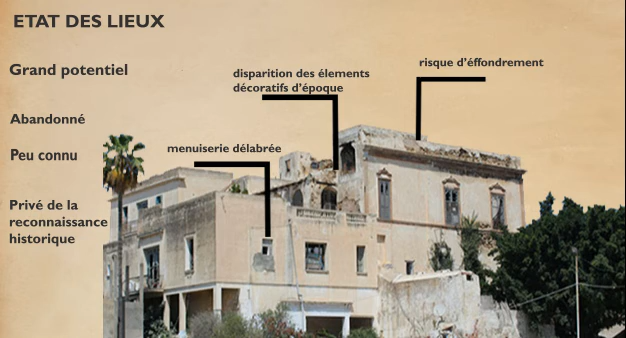 ETAT DES LIEUX
Grand potentiel
Abandonné
Peu connu
Privé de la
reconnaissance
historique
menuiserie délabrée
disparition des élements
décoratifs d'époque
risque d'éffondrement